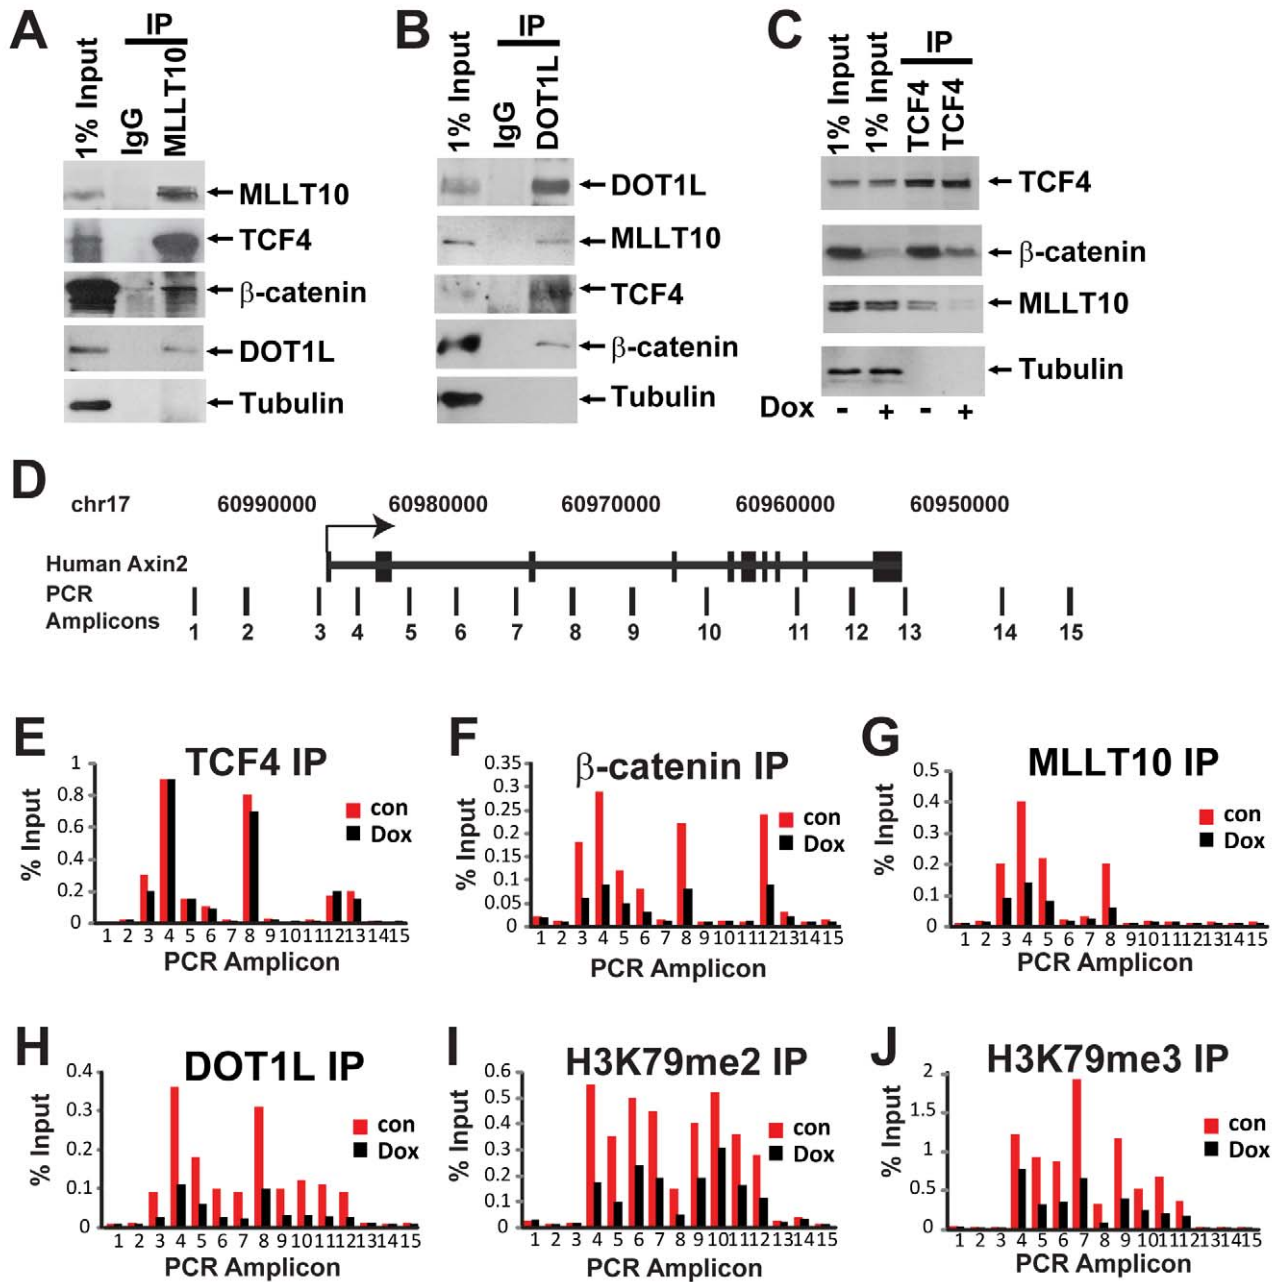 A
IP
1% Input
IgG
MLLT10
MLLT10
TCF4
β-catenin
DOT1L
Tubulin
B
IP
1% Input
IgG
DOT1L
DOT1L
MLLT10
TCF4
β-catenin
Tubulin
C
IP
1% Input
1% Input
TCF4
TCF4
TCF4
β-catenin
MLLT10
Tubulin
Dox - + - +
D
chr17 60990000 60980000 60970000 60960000 60950000
Human Axin2
PCR
Amplicons
1 2 3 4 5 6 7 8 9 10 11 12 13 14 15
E
TCF4 IP
% Input
1
0.8
0.6
0.4
0.2
0
con
Dox
1 2 3 4 5 6 7 8 9 10 11 12 13 14 15
PCR Amplicon
F
β-catenin IP
% Input
0.35
0.3
0.25
0.2
0.15
0.1
0.05
0
con
Dox
1 2 3 4 5 6 7 8 9 10 11 12 13 14 15
PCR Amplicon
G
MLLT10 IP
% Input
0.5
0.4
0.3
0.2
0.1
0
con
Dox
1 2 3 4 5 6 7 8 9 10 11 12 13 14 15
PCR Amplicon
H
DOT1L IP
% Input
0.4
0.3
0.2
0.1
0
con
Dox
1 2 3 4 5 6 7 8 9 10 11 12 13 14 15
PCR Amplicon
I
H3K79me2 IP
% Input
0.6
0.5
0.4
0.3
0.2
0.1
0
con
Dox
1 2 3 4 5 6 7 8 9 10 11 12 13 14 15
PCR Amplicon
J
H3K79me3 IP
% Input
2
1.5
1
0.5
0
con
Dox
1 2 3 4 5 6 7 8 9 10 11 12 13 14 15
PCR Amplicon